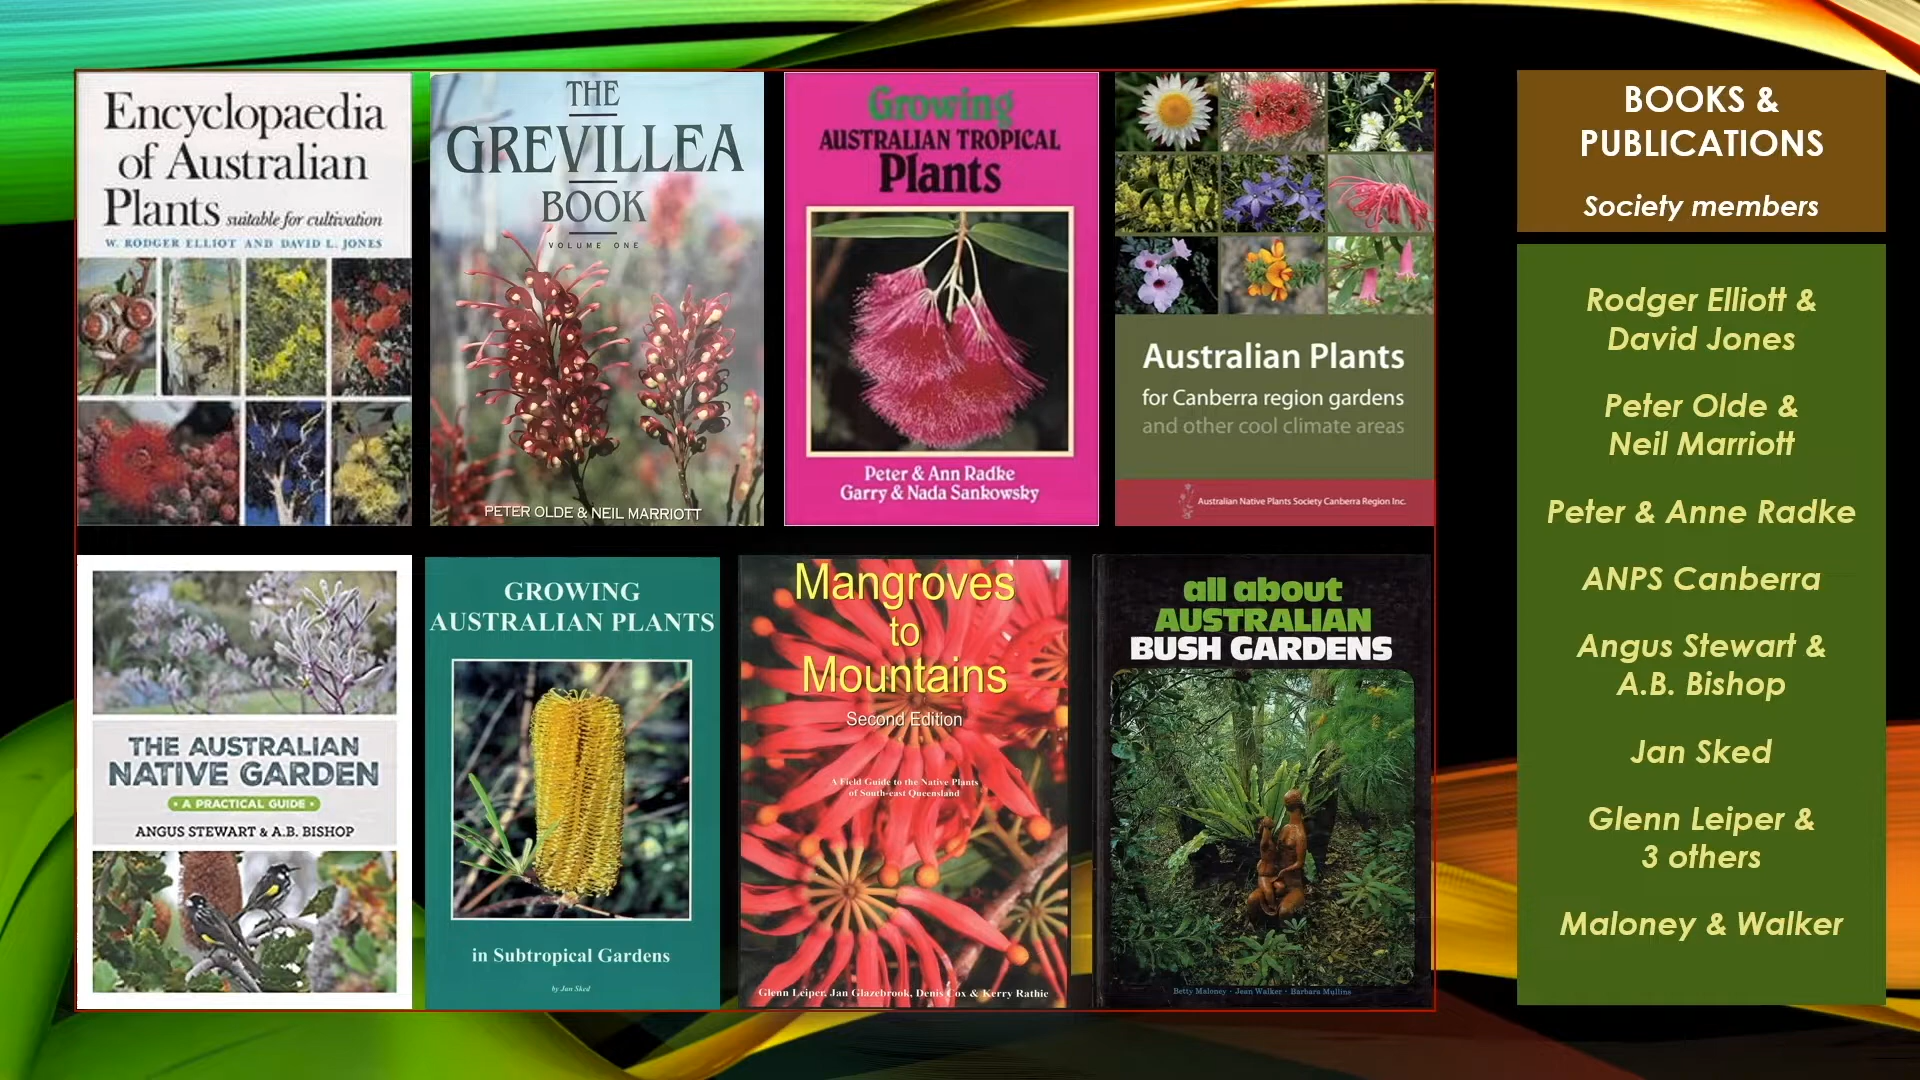 Encyclopaedia
of Australian
Plants suitable for cultivation
W. RODGER ELLIOT AND DAVID L. JONES
THE
GREVILLEA
BOOK
VOLUME ONE
PETER OLDE & NEIL MARRIOTT
Growing
AUSTRALIAN TROPICAL
Plants
Peter & Ann Radke
Garry & Nada Sankowsky
Australian Plants
for Canberra region gardens
and other cool climate areas
Australian Native Plants Society Canberra Region Inc.
THE AUSTRALIAN
NATIVE GARDEN
• A PRACTICAL GUIDE •
ANGUS STEWART & A.B. BISHOP
GROWING
AUSTRALIAN PLANTS
in Subtropical Gardens
by Jan Sked
Mangroves
to
Mountains
Second Edition
A Field Guide to the Native Plants
of South-east Queensland
Glenn Leiper, Jan Glazebrook, Denis Cox & Kerry Rathie
all about
AUSTRALIAN
BUSH GARDENS
Betty Maloney · Jean Walker · Barbara Mullins
BOOKS &
PUBLICATIONS
Society members
Rodger Elliott &
David Jones
Peter Olde &
Neil Marriott
Peter & Anne Radke
ANPS Canberra
Angus Stewart &
A.B. Bishop
Jan Sked
Glenn Leiper &
3 others
Maloney & Walker